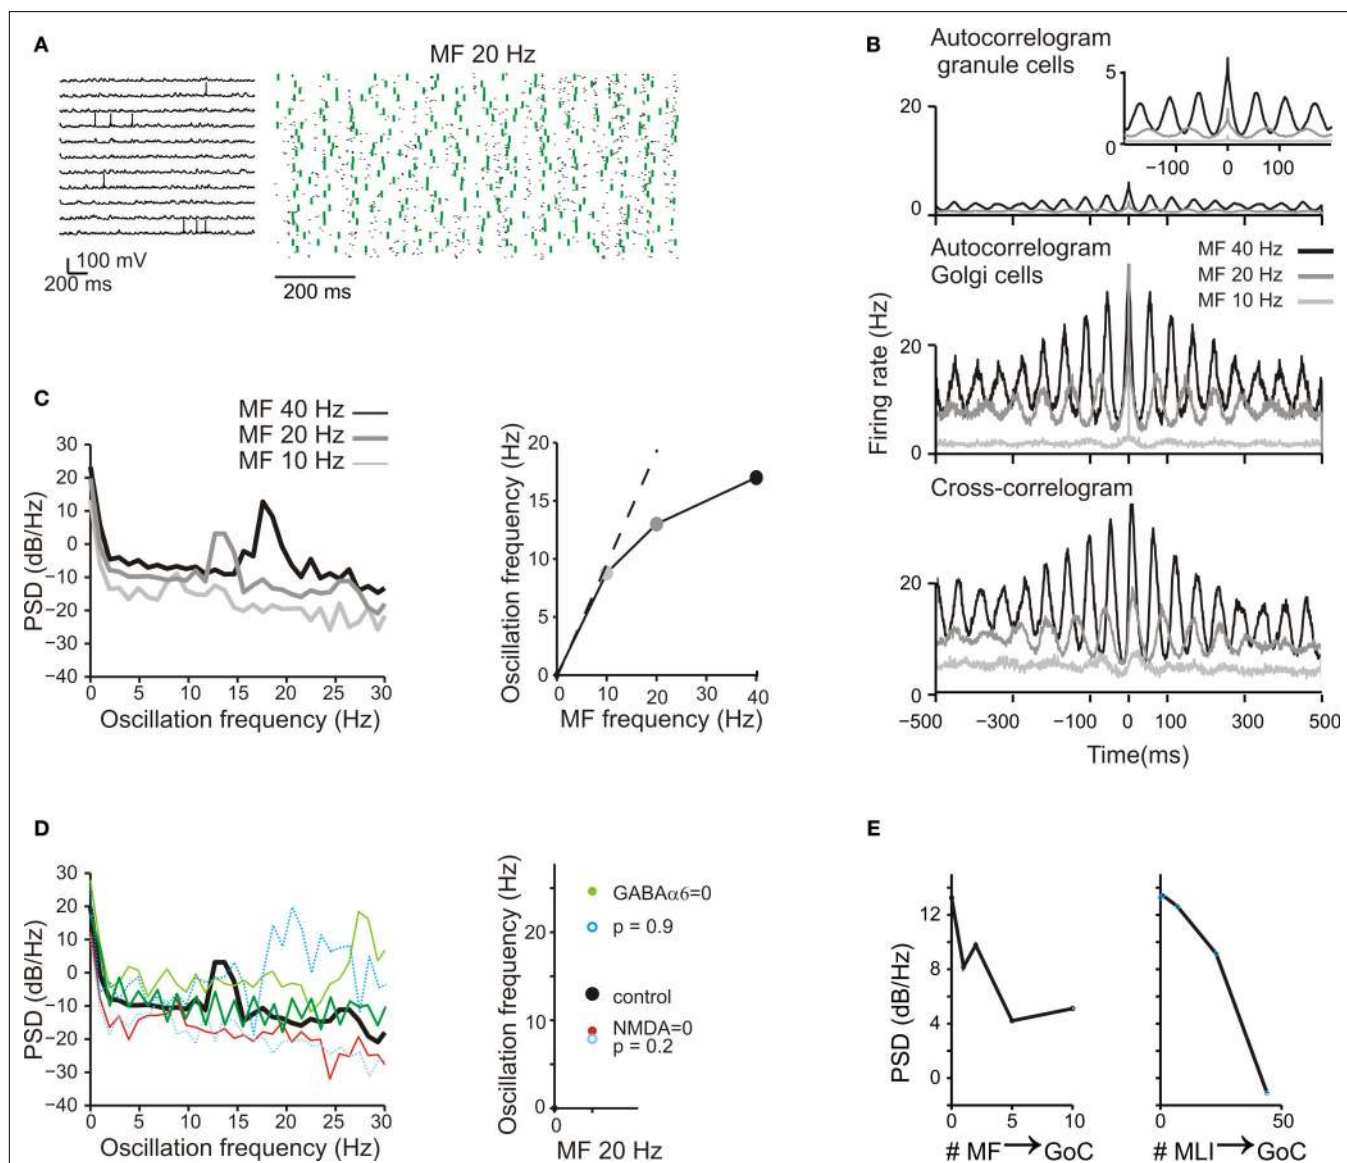 A
MF 20 Hz
100 mV
200 ms
200 ms
B
Autocorrelogram
granule cells
5
0
−100
0
100
20
0
Autocorrelogram
Golgi cells
MF 40 Hz
MF 20 Hz
MF 10 Hz
Firing rate (Hz)
20
0
Cross-correlogram
20
0
−500
−300
−100
0
100
300
500
Time(ms)
C
MF 40 Hz
MF 20 Hz
MF 10 Hz
PSD (dB/Hz)
30
20
10
0
−10
−20
−30
−40
0 5 10 15 20 25 30
Oscillation frequency (Hz)
Oscillation frequency (Hz)
20
15
10
5
0
0 10 20 30 40
MF frequency (Hz)
D
PSD (dB/Hz)
30
20
10
0
−10
−20
−30
−40
0 5 10 15 20 25 30
Oscillation frequency (Hz)
Oscillation frequency (Hz)
20
10
0
0
GABAα6=0
p = 0.9
control
NMDA=0
p = 0.2
MF 20 Hz
E
PSD (dB/Hz)
12
8
4
0
0 5 10
# MF → GoC
0 50
# MLI → GoC